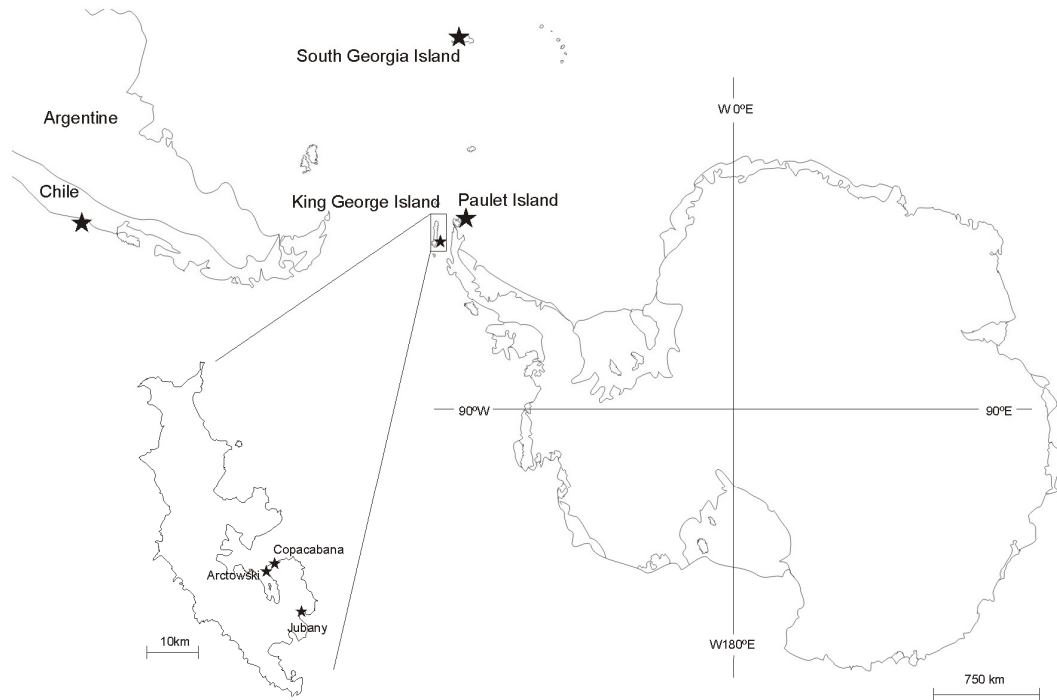 South Georgia Island
W 0ºE
Argentine
Chile
King George Island
Paulet Island
90ºW
90ºE
Copacabana
Arctowski
Jubany
10km
W180ºE
750 km